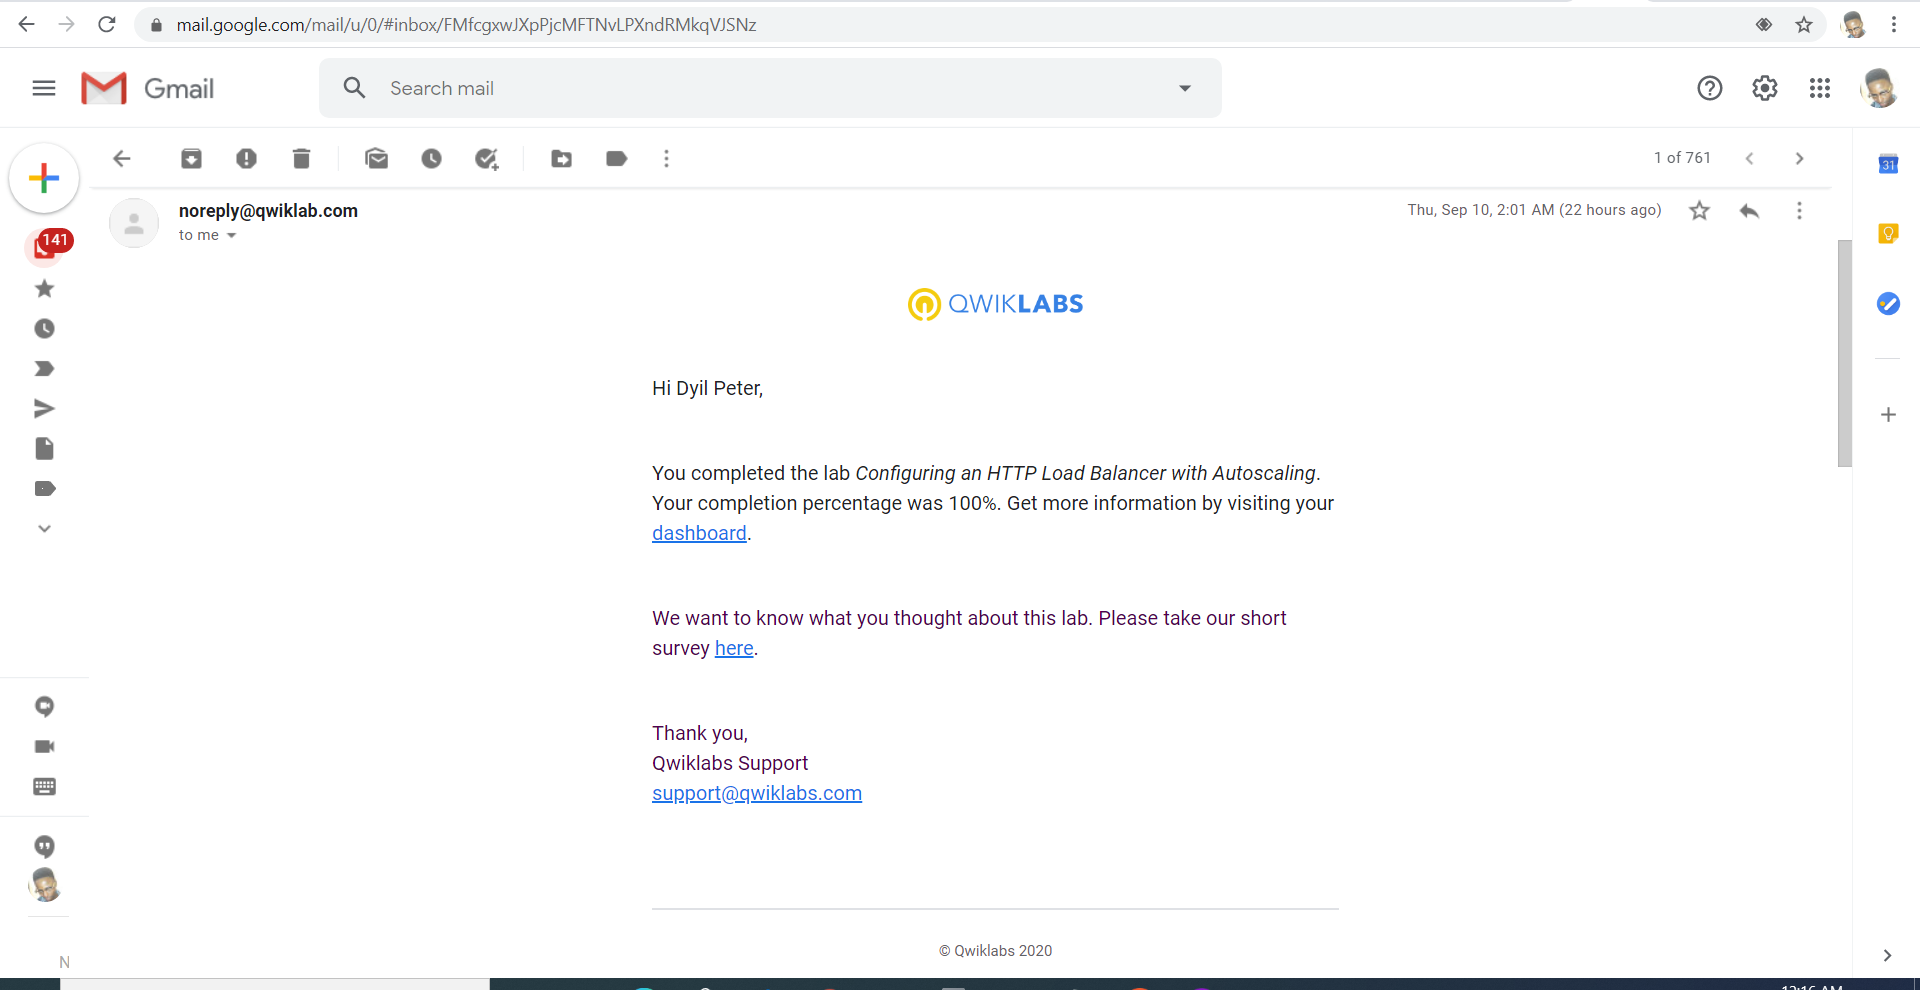 mail.google.com/mail/u/0/#inbox/FMfcgxwJXpPjcMFTNvLPXndRMkqVJSNz
Gmail
Search mail
1 of 761
31
noreply@qwiklab.com
Thu, Sep 10, 2:01 AM (22 hours ago)
to me
141
QWIKLABS
Hi Dyil Peter,
You completed the lab Configuring an HTTP Load Balancer with Autoscaling.
Your completion percentage was 100%. Get more information by visiting your
dashboard.
We want to know what you thought about this lab. Please take our short
survey here.
Thank you,
Qwiklabs Support
support@qwiklabs.com
© Qwiklabs 2020
N